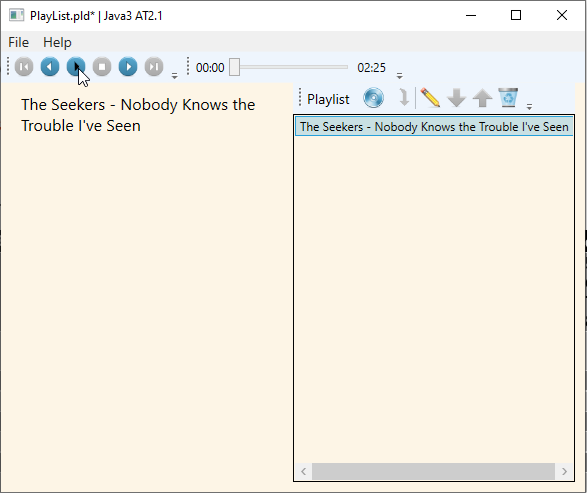 PlayList.pld* | Java3 AT2.1
File Help
00:00 02:25
The Seekers - Nobody Knows the
Trouble I've Seen
Playlist
The Seekers - Nobody Knows the Trouble I've Seen